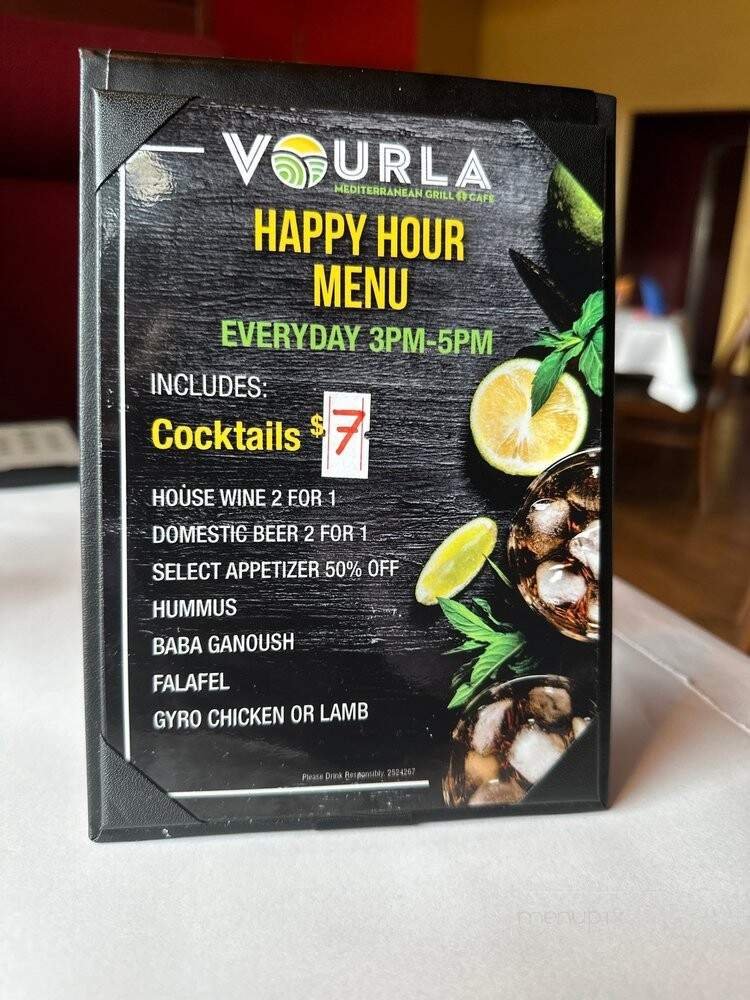 VOURLA
MEDITERRANEAN GRILL & CAFE
HAPPY HOUR
MENU
EVERYDAY 3PM-5PM
INCLUDES:
Cocktails $7
HOUSE WINE 2 FOR 1
DOMESTIC BEER 2 FOR 1
SELECT APPETIZER 50% OFF
HUMMUS
BABA GANOUSH
FALAFEL
GYRO CHICKEN OR LAMB
Please Drink Responsibly. 2524267